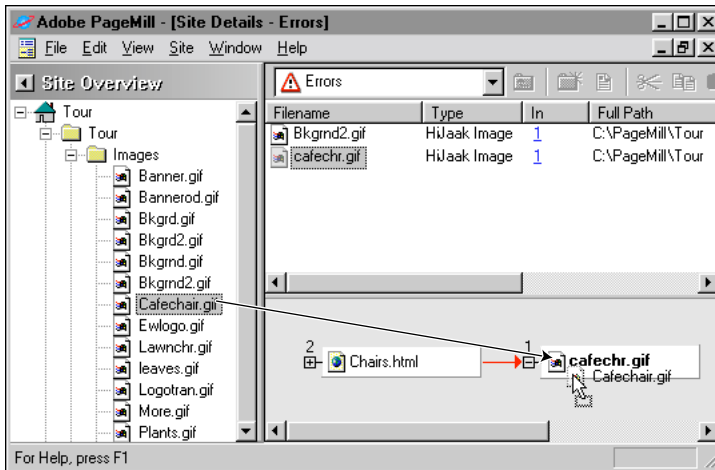 Adobe PageMill - [Site Details - Errors]
File Edit View Site Window Help
Site Overview
Errors
Tour
Tour
Images
Banner.gif
Bannerod.gif
Bkgrd.gif
Bkgrd2.gif
Bkgrnd.gif
Bkgrnd2.gif
Cafechair.gif
Ewlogo.gif
Lawnchr.gif
leaves.gif
Logotran.gif
More.gif
Plants.gif
Filename Type In Full Path
Bkgrnd2.gif HiJaak Image 1 C:\PageMill\Tour
cafechr.gif HiJaak Image 1 C:\PageMill\Tour
2
Chairs.html
1
cafechr.gif
Cafechair.gif
For Help, press F1